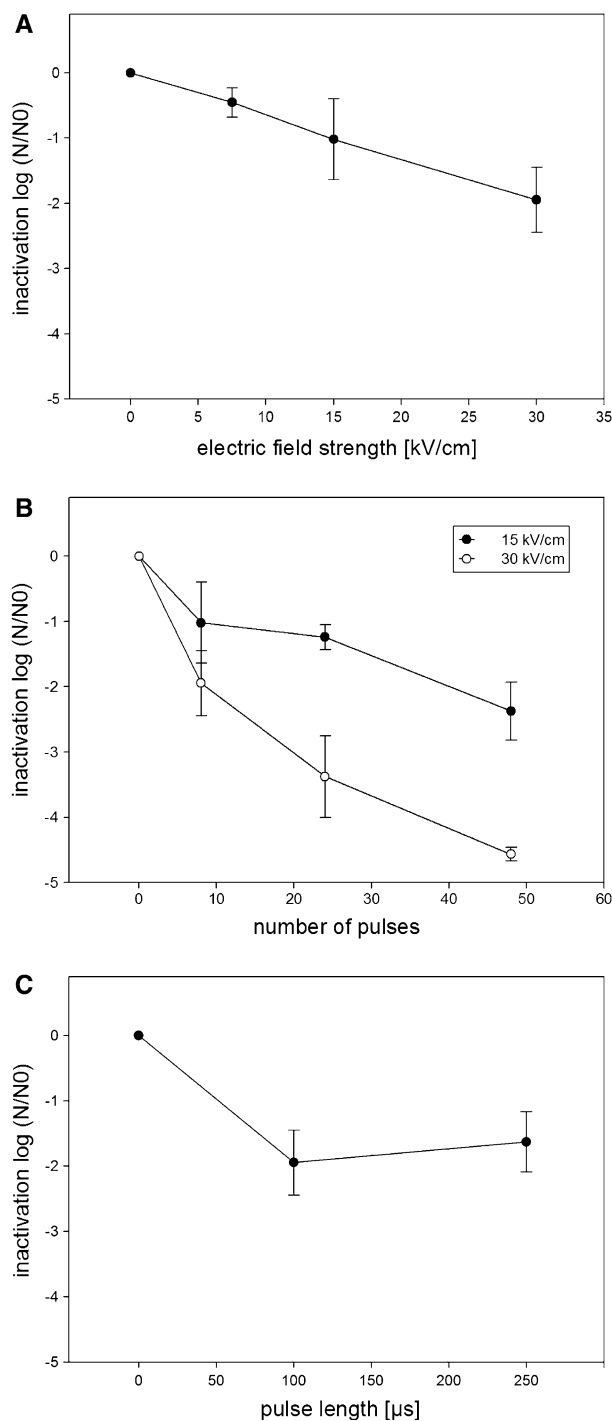 A
inactivation log (N/N0)
0
-1
-2
-3
-4
-5
0 5 10 15 20 25 30 35
electric field strength [kV/cm]
B
15 kV/cm
30 kV/cm
inactivation log (N/N0)
0
-1
-2
-3
-4
-5
0 10 20 30 40 50 60
number of pulses
C
inactivation log (N/N0)
0
-1
-2
-3
-4
-5
0 50 100 150 200 250
pulse length [µs]